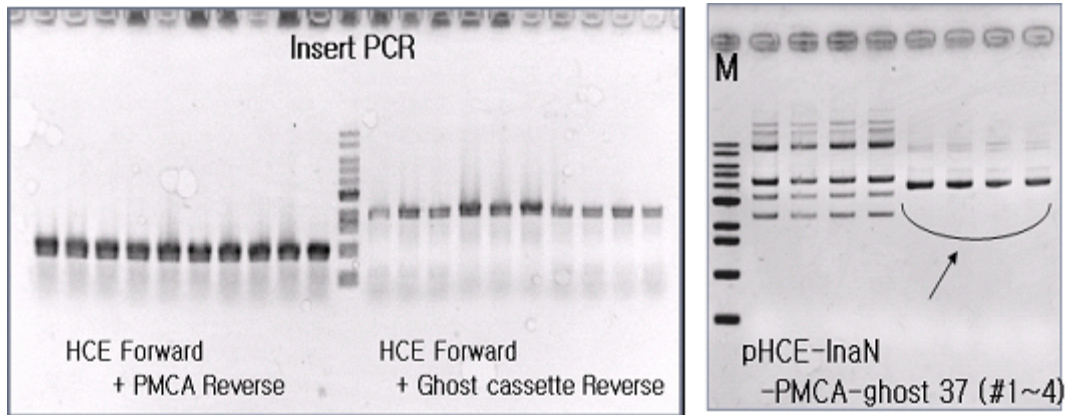 Insert PCR
HCE Forward
+ PMCA Reverse
HCE Forward
+ Ghost cassette Reverse
M
pHCE-InaN
-PMCA-ghost 37 (#1~4)